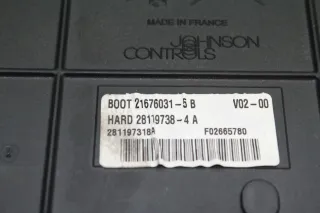 MADE IN FRANCE
JOHNSON
CONTROLS
BOOT 21676031-5 B V02-00
HARD 28119738-4 A
281197318A F02665780